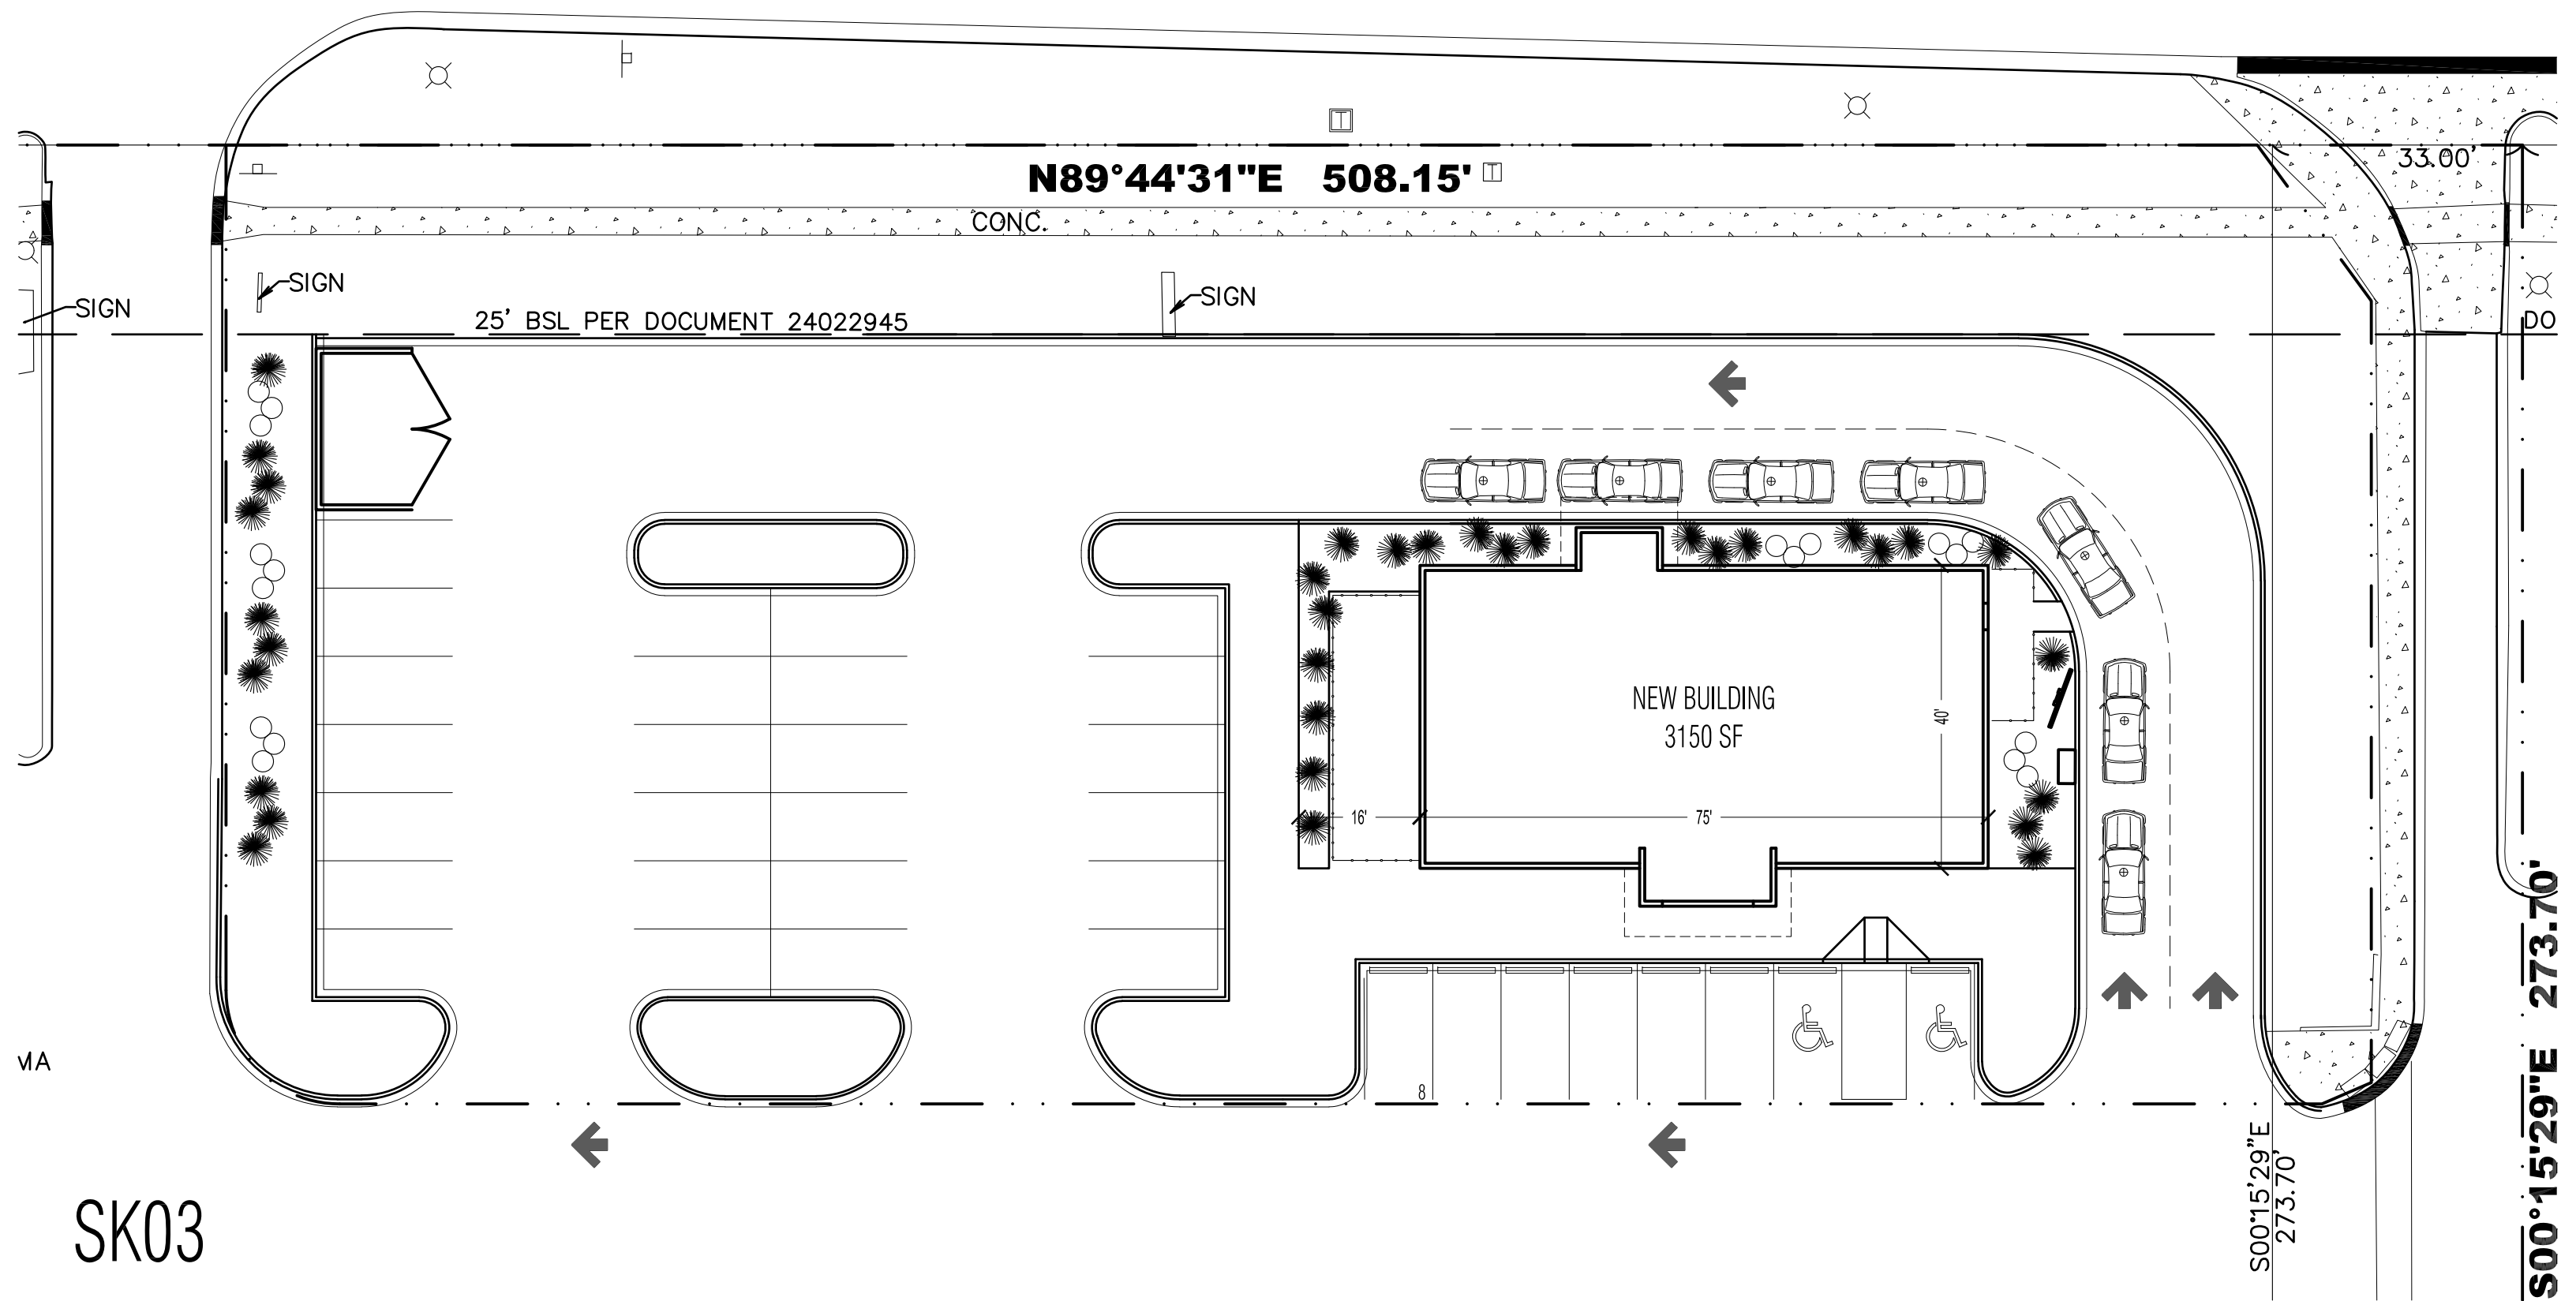 T
33.00'
N89°44'31"E 508.15'
T
CONC.
SIGN
SIGN
SIGN
25' BSL PER DOCUMENT 24022945
DO
NEW BUILDING
3150 SF
40'
16'
75'
8
MA
S00°15'29"E
273.70'
S00°15'29"E 273.70'
SK03